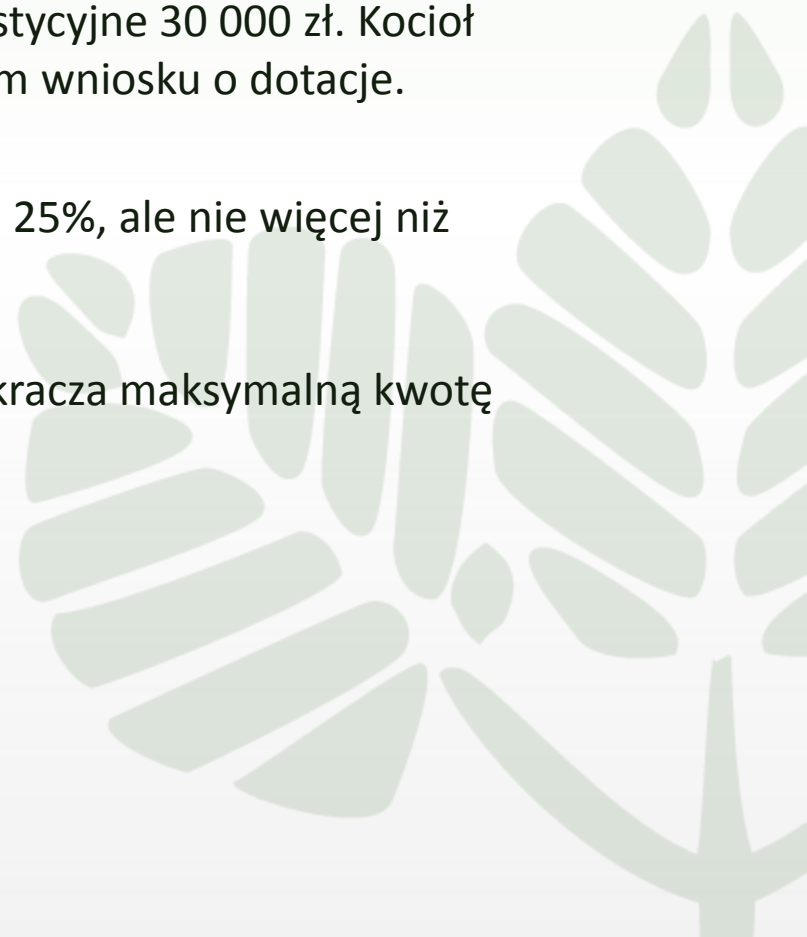 stycyjne 30 000 zł. Kocioł
m wniosku o dotacje.
25%, ale nie więcej niż
kracza maksymalną kwotę